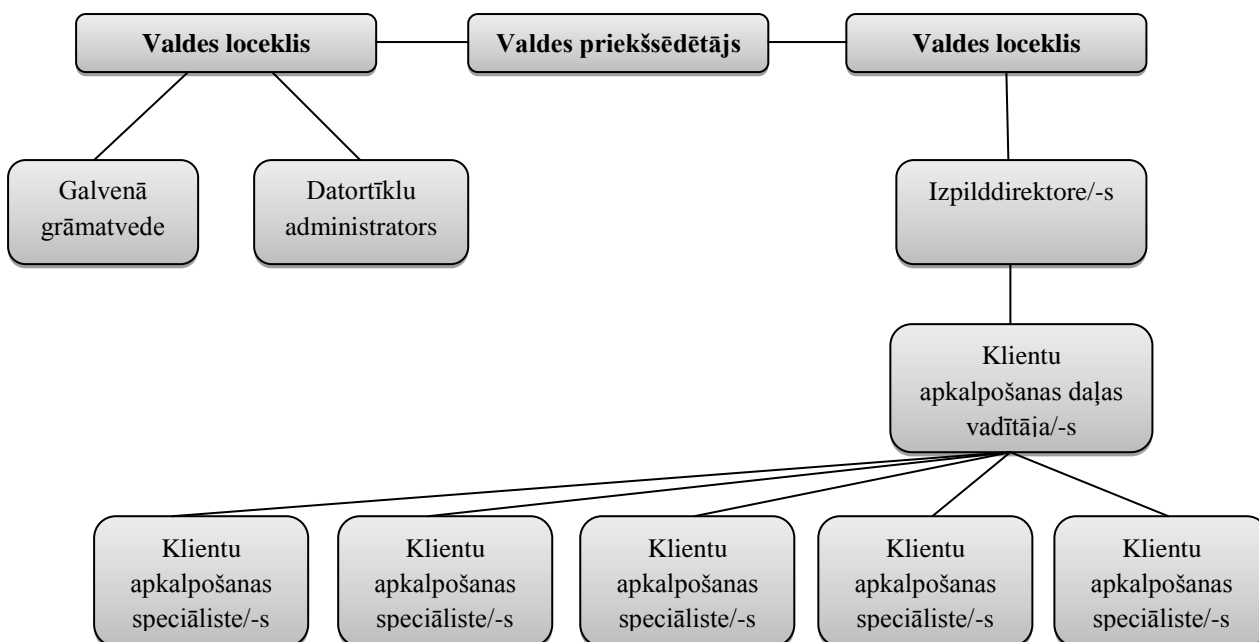 Valdes loceklis
Valdes priekšsēdētājs
Valdes loceklis
Galvenā
grāmatvede
Datortīklu
administrators
Izpilddirektore/-s
Klientu
apkalpošanas daļas
vadītāja/-s
Klientu
apkalpošanas
speciāliste/-s
Klientu
apkalpošanas
speciāliste/-s
Klientu
apkalpošanas
speciāliste/-s
Klientu
apkalpošanas
speciāliste/-s
Klientu
apkalpošanas
speciāliste/-s